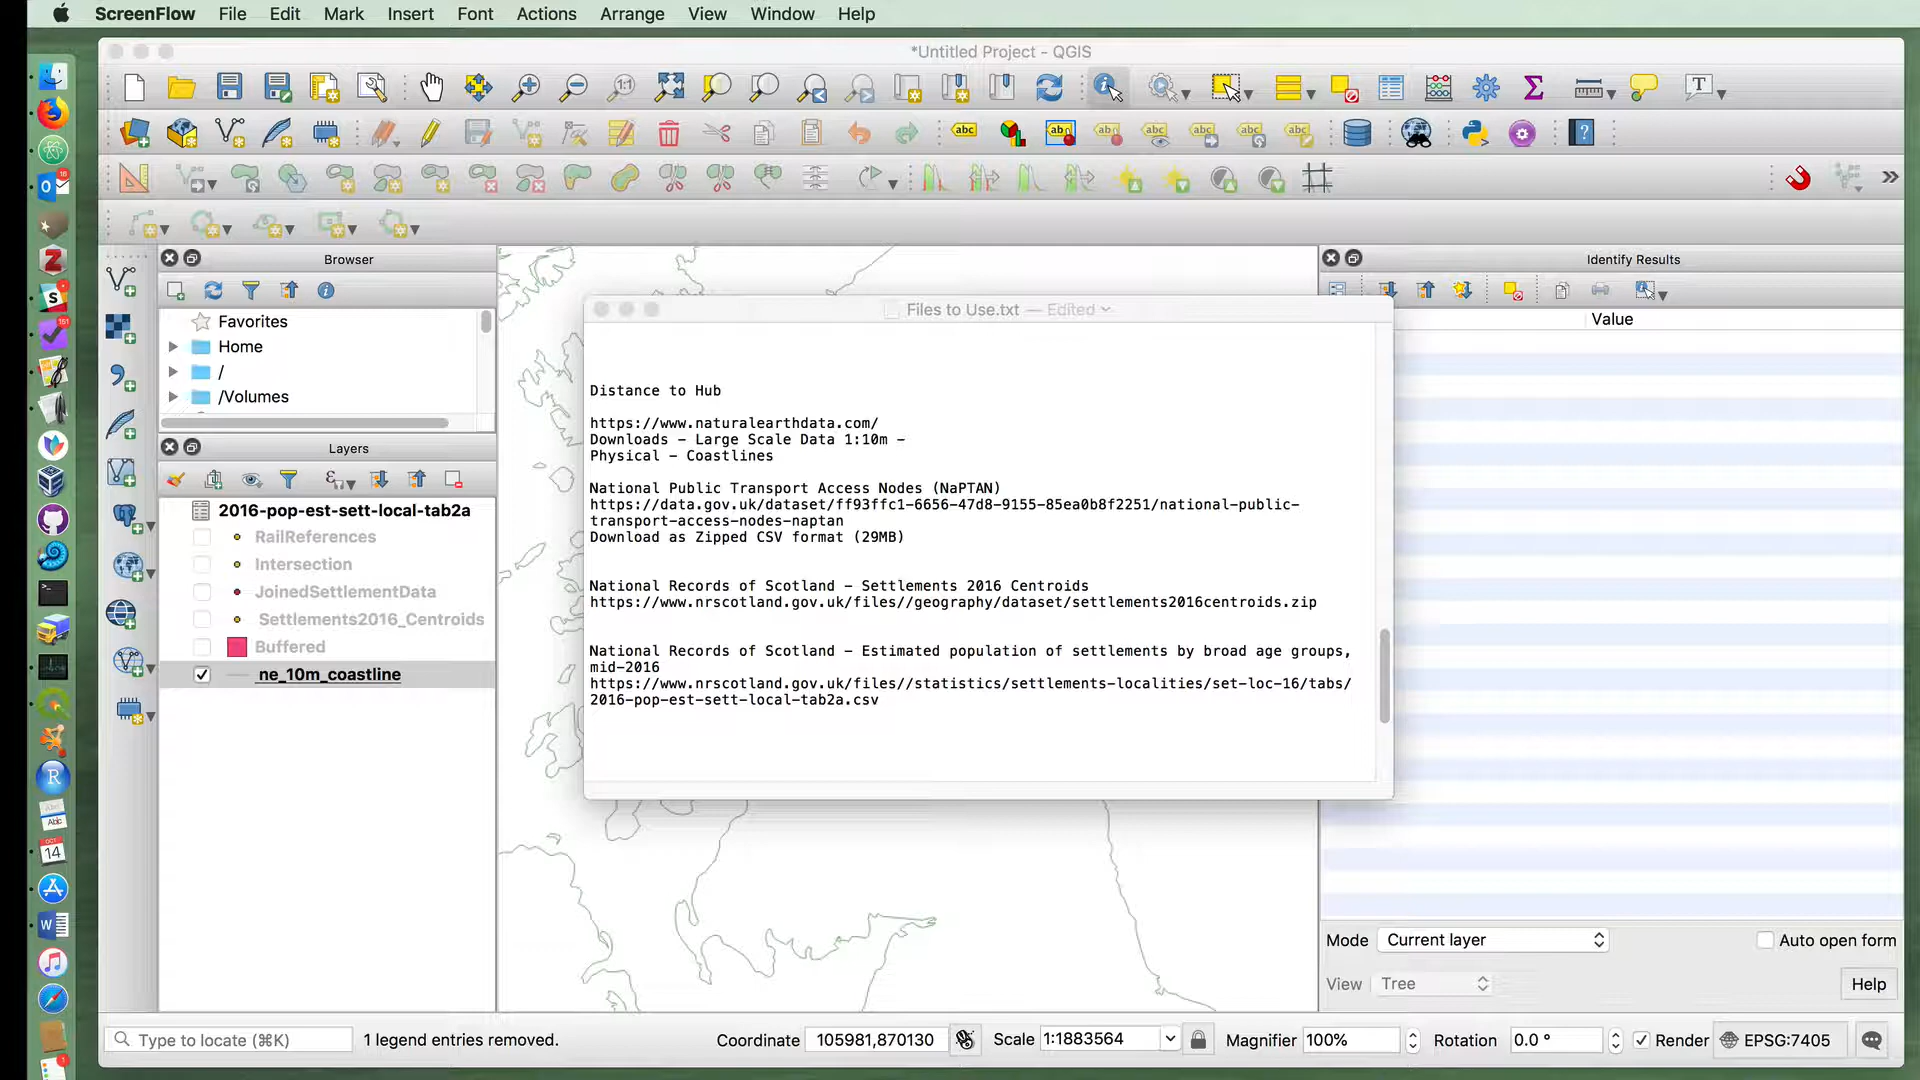 ScreenFlow File Edit Mark Insert Font Actions Arrange View Window Help
*Untitled Project - QGIS
Browser
Favorites
Home
/
/Volumes
Layers
2016-pop-est-sett-local-tab2a
RailReferences
Intersection
JoinedSettlementData
Settlements2016_Centroids
Buffered
ne_10m_coastline
Files to Use.txt — Edited
Distance to Hub
https://www.naturalearthdata.com/
Downloads – Large Scale Data 1:10m –
Physical – Coastlines
National Public Transport Access Nodes (NaPTAN)
https://data.gov.uk/dataset/ff93ffc1-6656-47d8-9155-85ea0b8f2251/national-public-
transport-access-nodes-naptan
Download as Zipped CSV format (29MB)
National Records of Scotland – Settlements 2016 Centroids
https://www.nrscotland.gov.uk/files//geography/dataset/settlements2016centroids.zip
National Records of Scotland – Estimated population of settlements by broad age groups,
mid-2016
https://www.nrscotland.gov.uk/files//statistics/settlements-localities/set-loc-16/tabs/
2016-pop-est-sett-local-tab2a.csv
Identify Results
Value
Mode Current layer Auto open form
View Tree Help
Type to locate (⌘K) 1 legend entries removed. Coordinate 105981,870130 Scale 1:1883564 Magnifier 100% Rotation 0.0 ° Render EPSG:7405